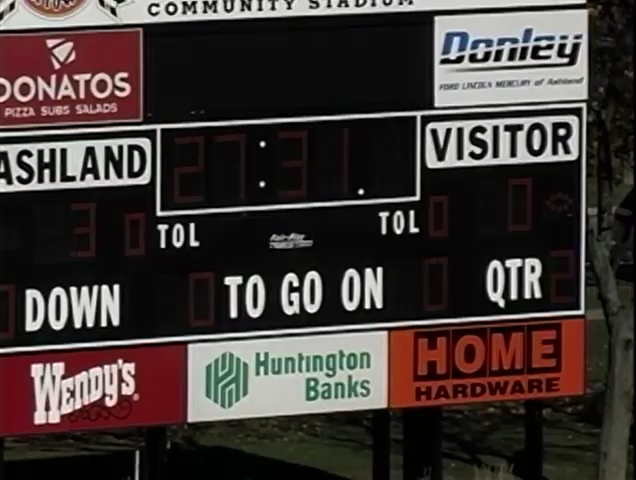 COMMUNITY STADIUM
DONATOS
PIZZA SUBS SALADS
Donley
FORD LINCOLN MERCURY of Ashland
ASHLAND
27:31.
VISITOR
30
0
TOL
TOL
0
0
DOWN
0
TO GO ON
0
QTR
2
WENDY'S
Huntington
Banks
HOME
HARDWARE